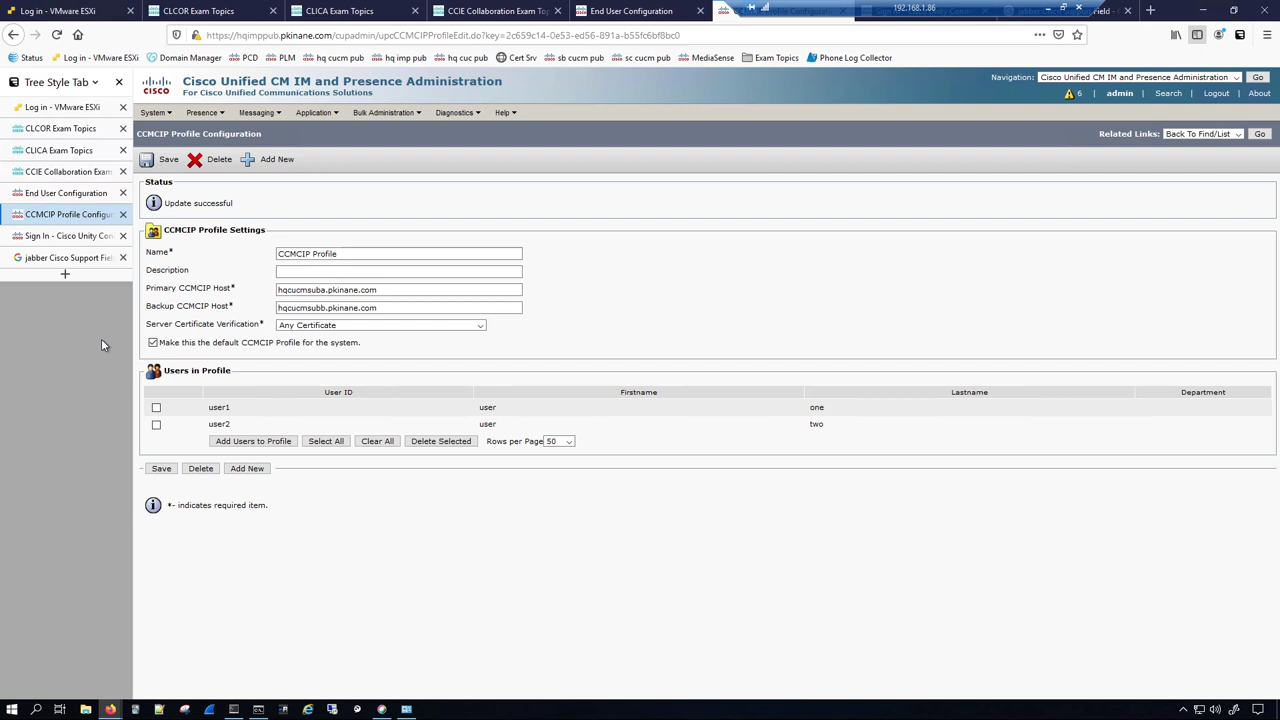 Log in - VMware ESXi
CLCOR Exam Topics
CLICA Exam Topics
CCIE Collaboration Exam To
End User Configuration
192.168.1.86
https://hqimppub.pkinane.com/cupadmin/upcCCMCIPProfileEdit.do?key=2c659c14-0e53-ed56-891a-b55fc6bf8bc0
Status
Log in - VMware ESXi
Domain Manager
PCD
PLM
hq cucm pub
hq imp pub
hq cuc pub
Cert Srv
sb cucm pub
sc cucm pub
MediaSense
Exam Topics
Phone Log Collector
Tree Style Tab
Log in - VMware ESXi
CLCOR Exam Topics
CLICA Exam Topics
CCIE Collaboration Exam
End User Configuration
CCMCIP Profile Configur
Sign In - Cisco Unity Con
jabber Cisco Support Fiel
CISCO
Cisco Unified CM IM and Presence Administration
For Cisco Unified Communications Solutions
Navigation: Cisco Unified CM IM and Presence Administration Go
6 | admin | Search | Logout | About
System Presence Messaging Application Bulk Administration Diagnostics Help
CCMCIP Profile Configuration
Related Links: Back To Find/List Go
Save Delete Add New
Status
Update successful
CCMCIP Profile Settings
Name* CCMCIP Profile
Description
Primary CCMCIP Host* hqcucmsuba.pkinane.com
Backup CCMCIP Host* hqcucmsubb.pkinane.com
Server Certificate Verification* Any Certificate
Make this the default CCMCIP Profile for the system.
Users in Profile
User ID Firstname Lastname Department
user1 user one
user2 user two
Add Users to Profile Select All Clear All Delete Selected Rows per Page 50
Save Delete Add New
*- indicates required item.